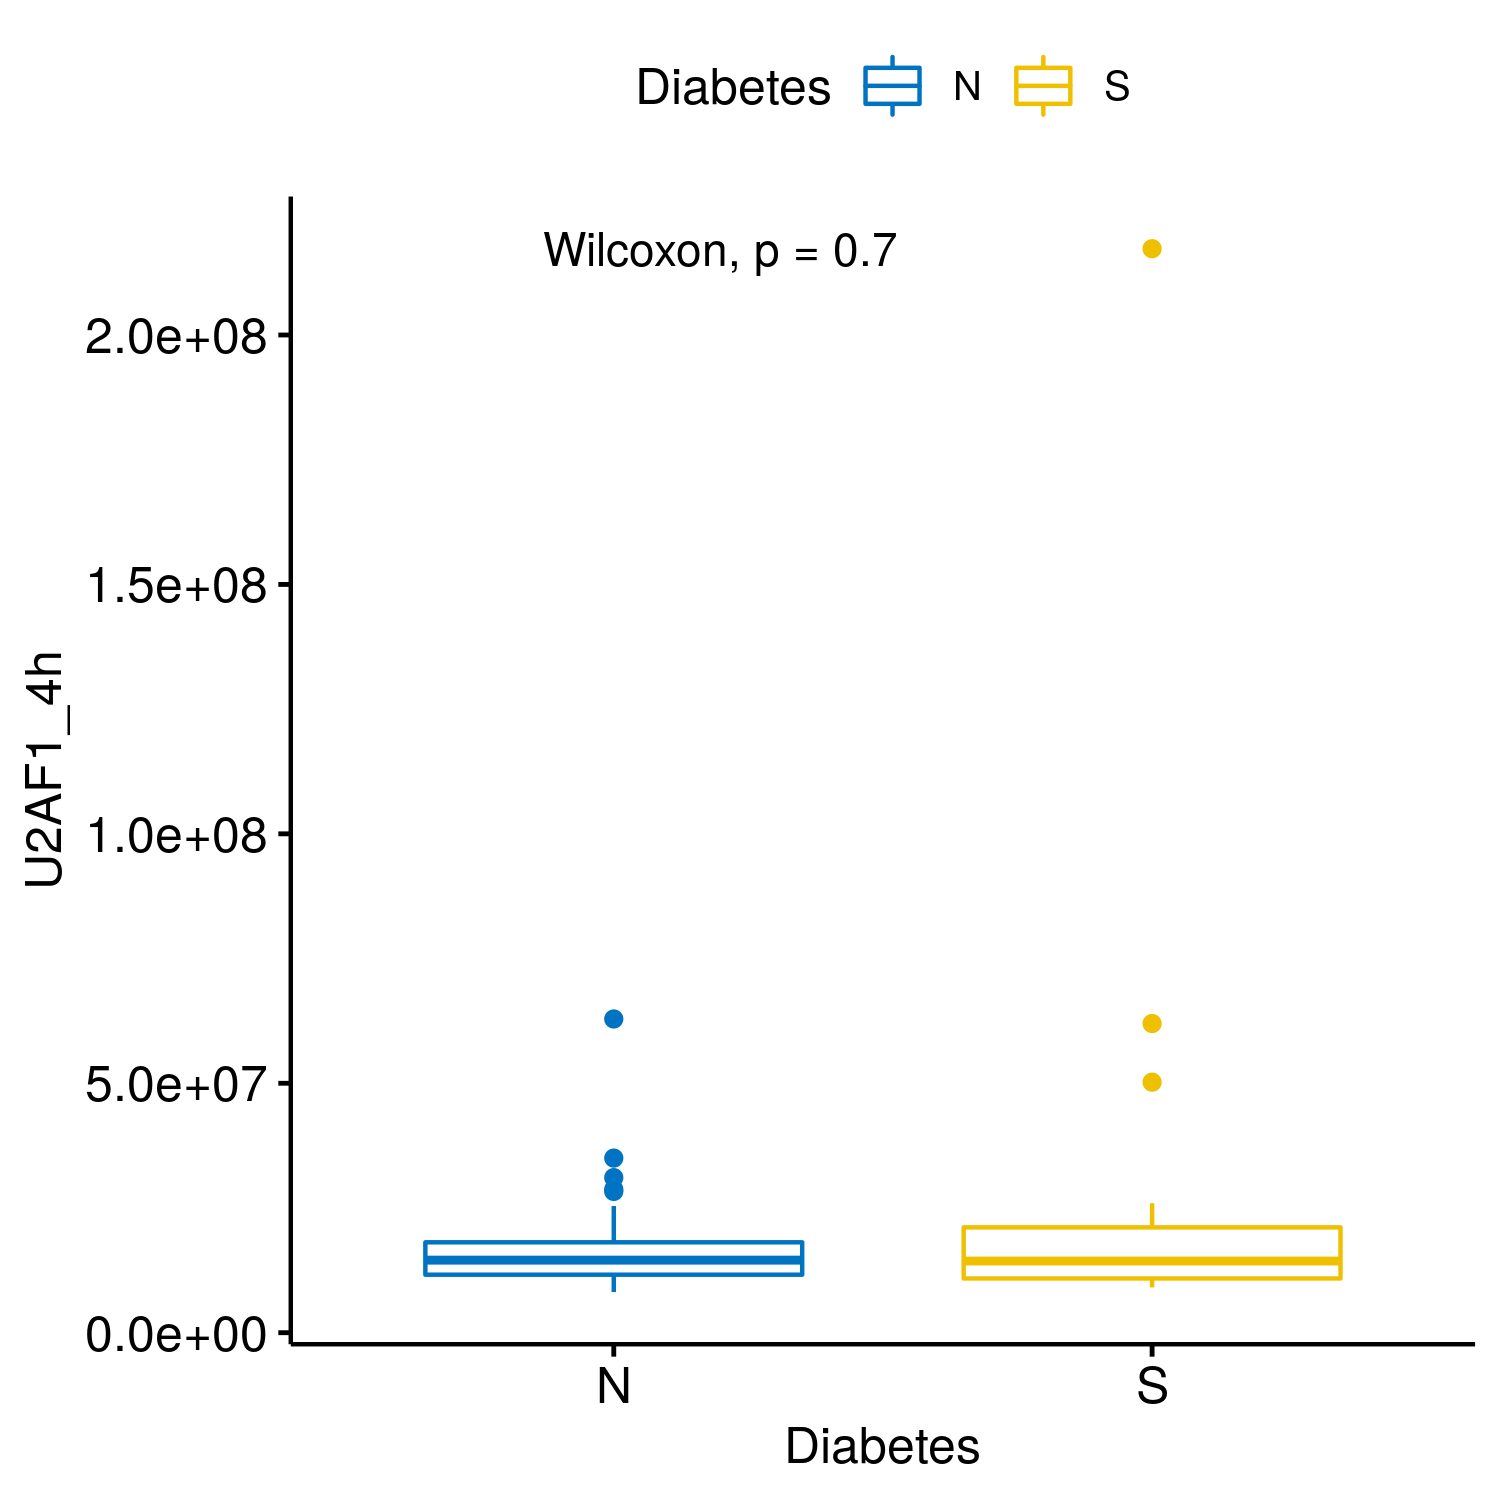 Diabetes N S
Wilcoxon, p = 0.7
2.0e+08
1.5e+08
1.0e+08
5.0e+07
0.0e+00
U2AF1_4h
N S
Diabetes